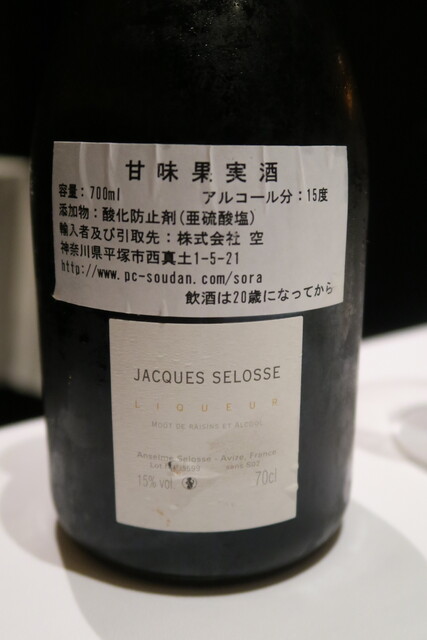 甘味果実酒
容量：700ml アルコール分：15度
添加物：酸化防止剤(亜硫酸塩)
輸入者及び引取先：株式会社 空
神奈川県平塚市西真土1-5-21
http://www.pc-soudan.com/sora
飲酒は20歳になってから
JACQUES SELOSSE
LIQUEUR
MOÛT DE RAISINS ET ALCOOL
Anselme Selosse - Avize, France
Lot
15% vol. 70cl